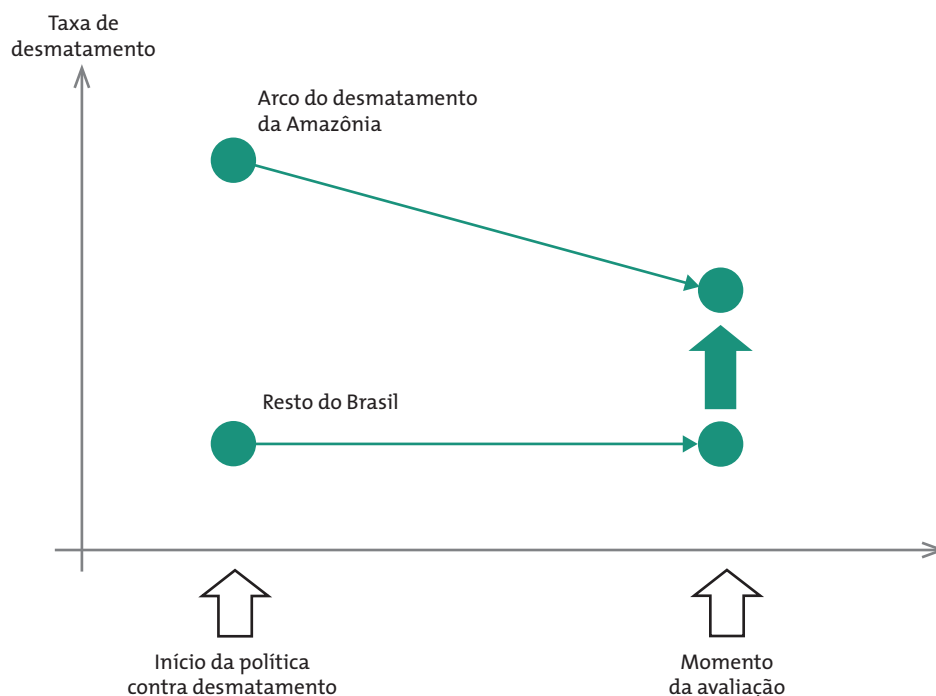 Taxa de
desmatamento
Arco do desmatamento
da Amazônia
Resto do Brasil
Início da política
contra desmatamento
Momento
da avaliação